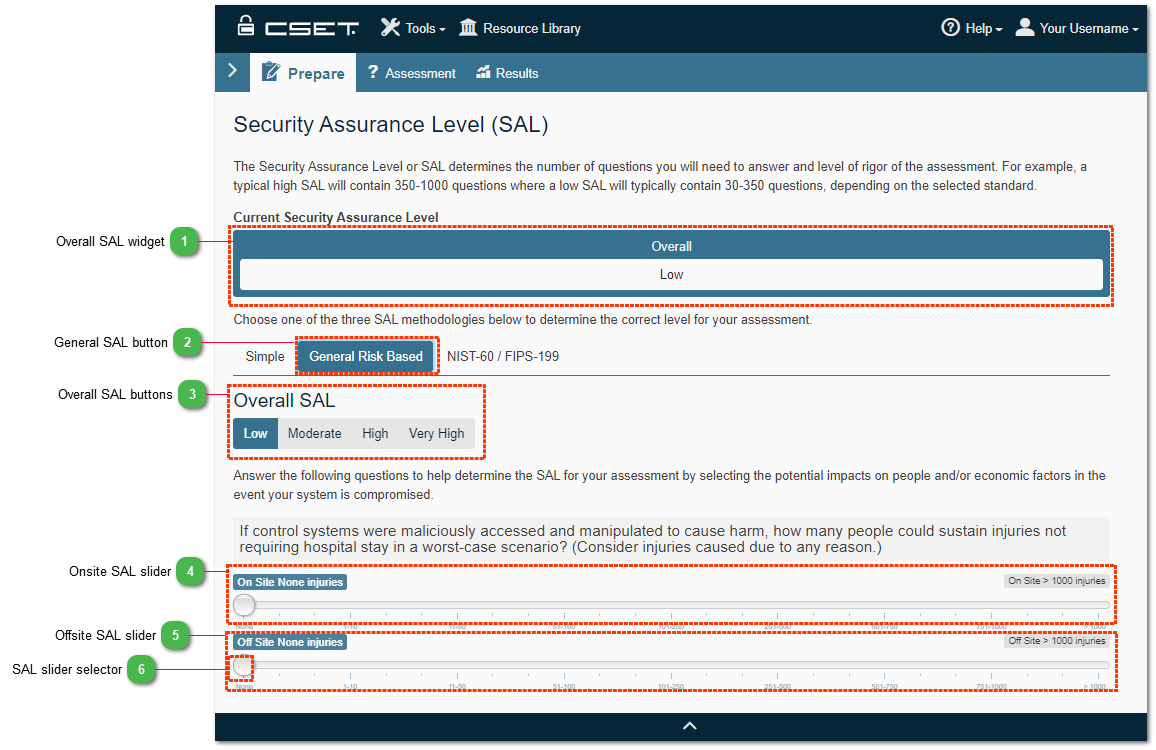 CSET
Tools
Resource Library
Help
Your Username
Prepare
? Assessment
Results
Security Assurance Level (SAL)
The Security Assurance Level or SAL determines the number of questions you will need to answer and level of rigor of the assessment. For example, a
typical high SAL will contain 350-1000 questions where a low SAL will typically contain 30-350 questions, depending on the selected standard.
Current Security Assurance Level
Overall SAL widget 1
Overall
Low
Choose one of the three SAL methodologies below to determine the correct level for your assessment.
General SAL button 2
Simple
General Risk Based
NIST-60 / FIPS-199
Overall SAL buttons 3
Overall SAL
Low
Moderate
High
Very High
Answer the following questions to help determine the SAL for your assessment by selecting the potential impacts on people and/or economic factors in the
event your system is compromised.
If control systems were maliciously accessed and manipulated to cause harm, how many people could sustain injuries not
requiring hospital stay in a worst-case scenario? (Consider injuries caused due to any reason.)
Onsite SAL slider 4
On Site None injuries
On Site > 1000 injuries
None 1-10 11-50 51-100 101-250 251-500 501-750 751-1000 > 1000
Offsite SAL slider 5
Off Site None injuries
Off Site > 1000 injuries
SAL slider selector 6
None 1-10 11-50 51-100 101-250 251-500 501-750 751-1000 > 1000